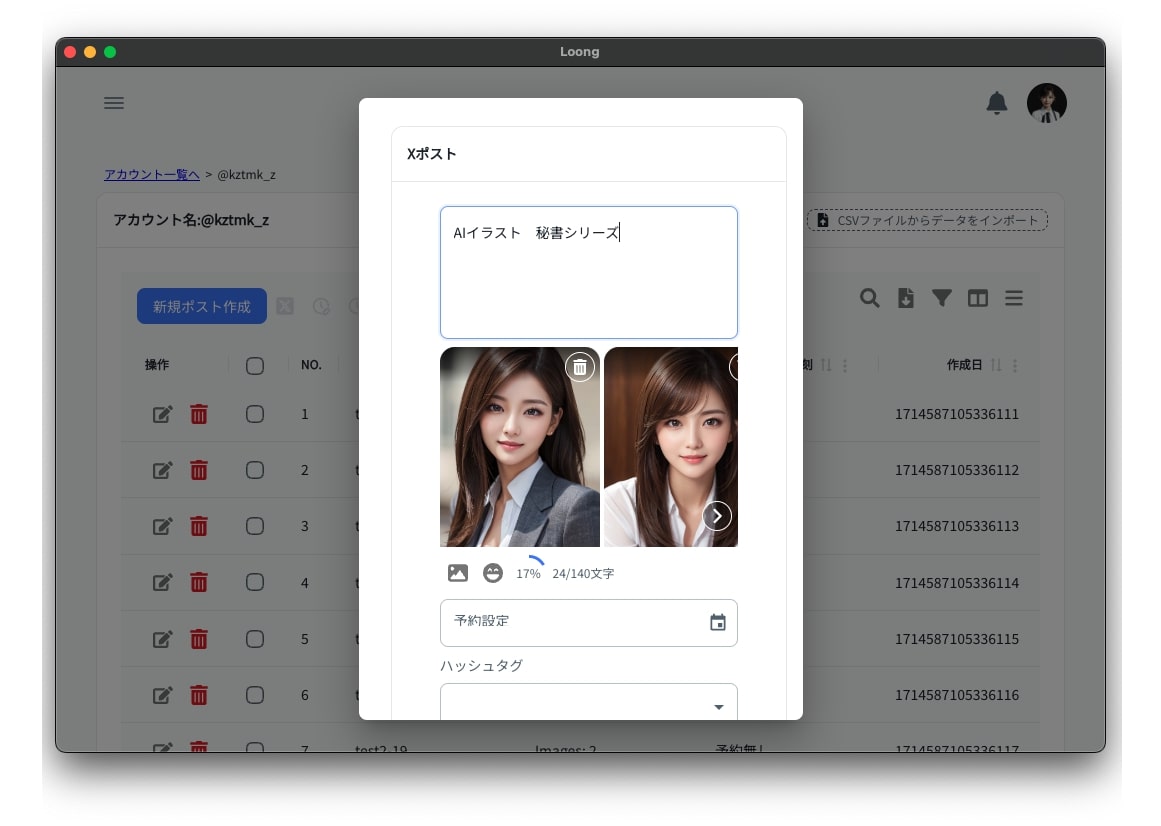 Loong
アカウント一覧へ > @kztmk_z
アカウント名:@kztmk_z
CSVファイルからデータをインポート
新規ポスト作成
操作 NO. 刻 作成日
1 t 1714587105336111
2 t 1714587105336112
3 t 1714587105336113
4 t 1714587105336114
5 t 1714587105336115
6 t 1714587105336116
7 test2-19 Images: 2 予約無し 1714587105336117
Xポスト
AIイラスト　秘書シリーズ
17% 24/140文字
予約設定
ハッシュタグ